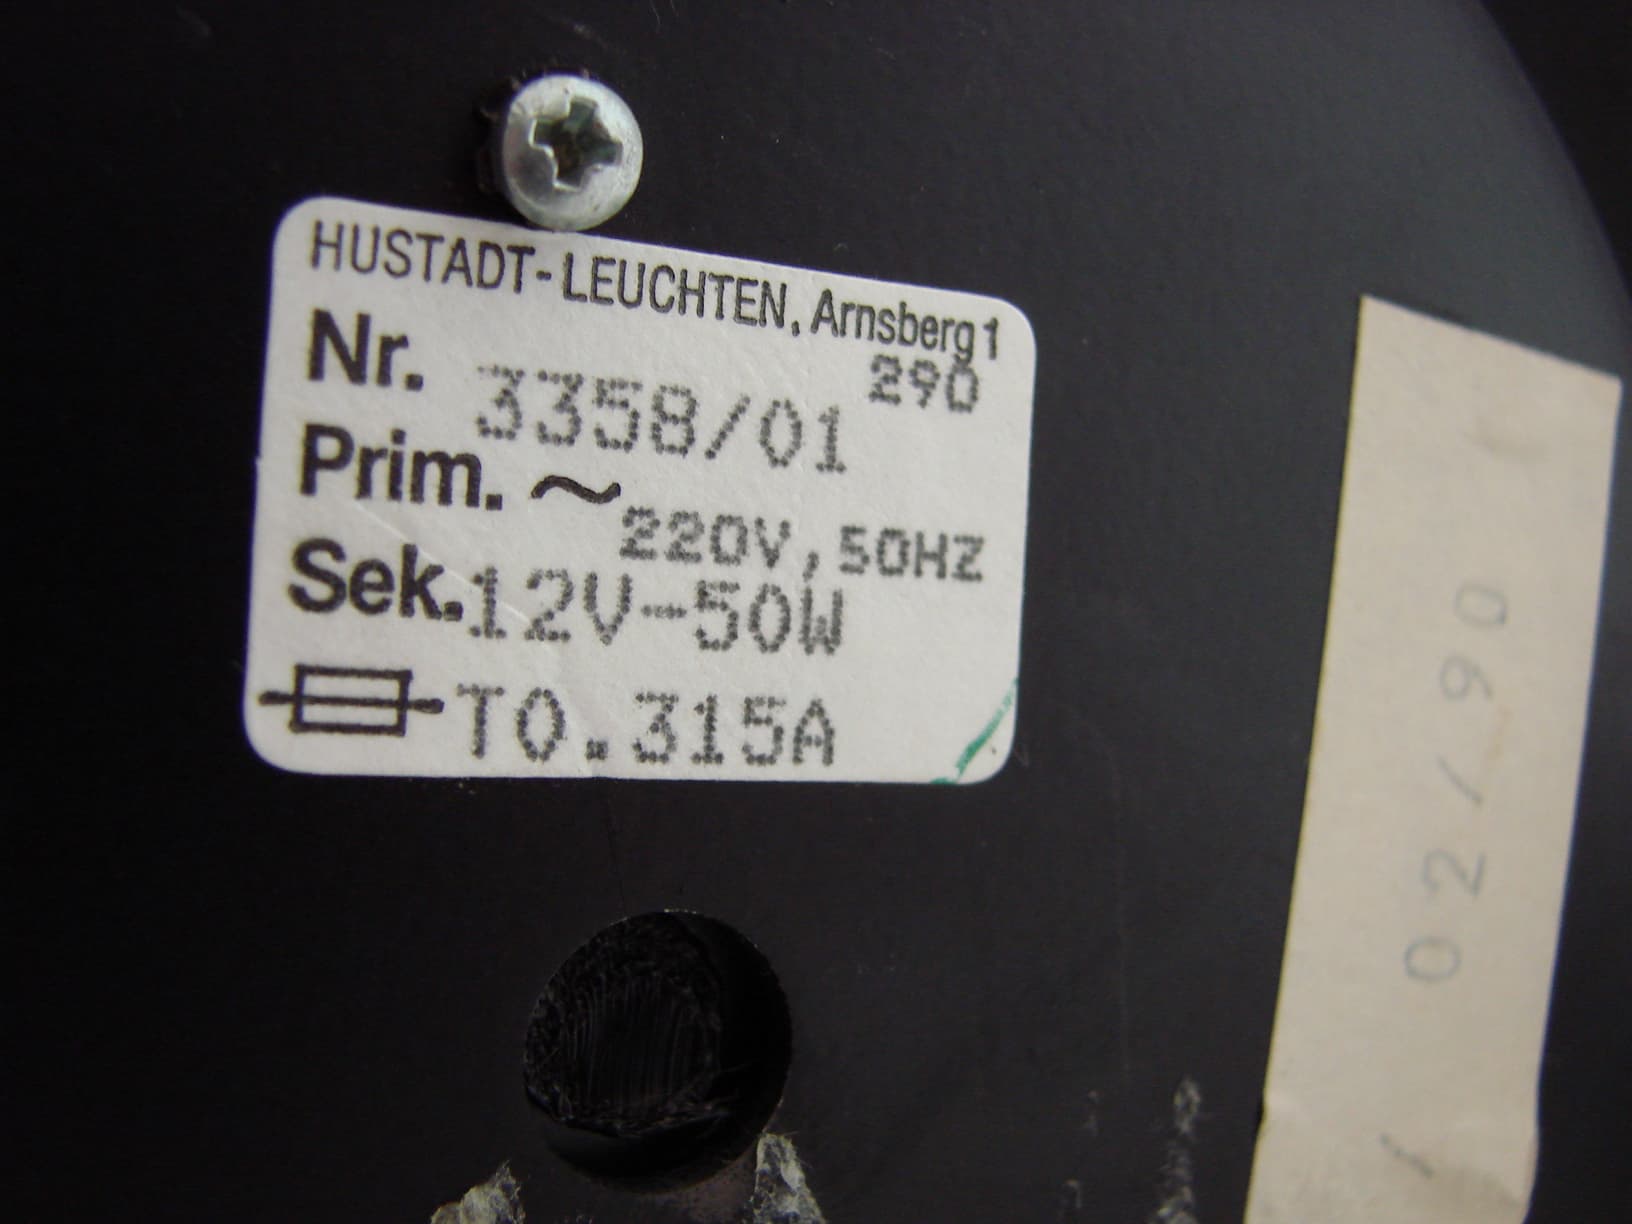 HUSTADT-LEUCHTEN, Arnsberg 1
290
Nr. 3358/01
Prim. ~ 220V, 50HZ
Sek. 12V-50W
T0.315A
02/90